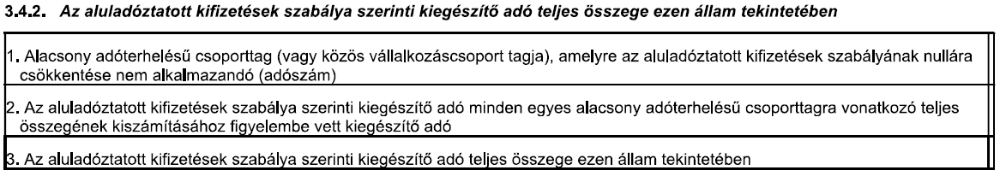 3.4.2. Az aluladóztatott kifizetések szabálya szerinti kiegészítő adó teljes összege ezen állam tekintetében
1. Alacsony adóterhelésű csoporttag (vagy közös vállalkozáscsoport tagja), amelyre az aluladóztatott kifizetések szabályának nullára
csökkentése nem alkalmazandó (adószám)
2. Az aluladóztatott kifizetések szabálya szerinti kiegészítő adó minden egyes alacsony adóterhelésű csoporttagra vonatkozó teljes
összegének kiszámításához figyelembe vett kiegészítő adó
3. Az aluladóztatott kifizetések szabálya szerinti kiegészítő adó teljes összege ezen állam tekintetében